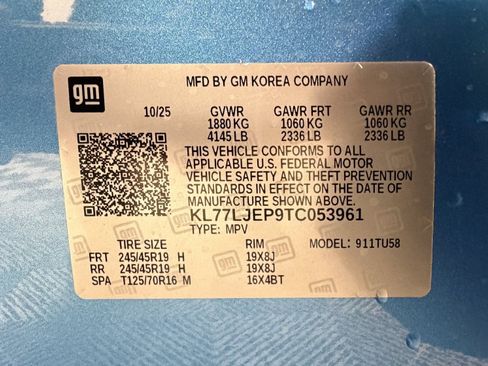 gm
MFD BY GM KOREA COMPANY
10/25 GVWR GAWR FRT GAWR RR
1880 KG 1060 KG 1060 KG
4145 LB 2336 LB 2336 LB
THIS VEHICLE CONFORMS TO ALL
APPLICABLE U.S. FEDERAL MOTOR
VEHICLE SAFETY AND THEFT PREVENTION
STANDARDS IN EFFECT ON THE DATE OF
MANUFACTURE SHOWN ABOVE.
KL77LJEP9TC053961
TYPE: MPV
TIRE SIZE RIM MODEL: 911TU58
FRT 245/45R19 H 19X8J
RR 245/45R19 H 19X8J
SPA T125/70R16 M 16X4BT